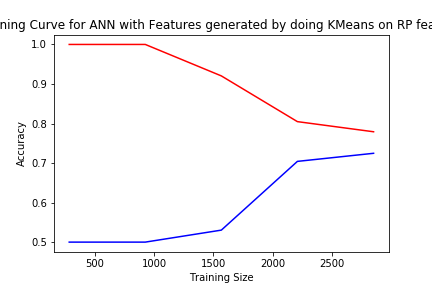 ning Curve for ANN with Features generated by doing KMeans on RP fea
1.0
0.9
0.8
0.7
0.6
0.5
Accuracy
500 1000 1500 2000 2500
Training Size